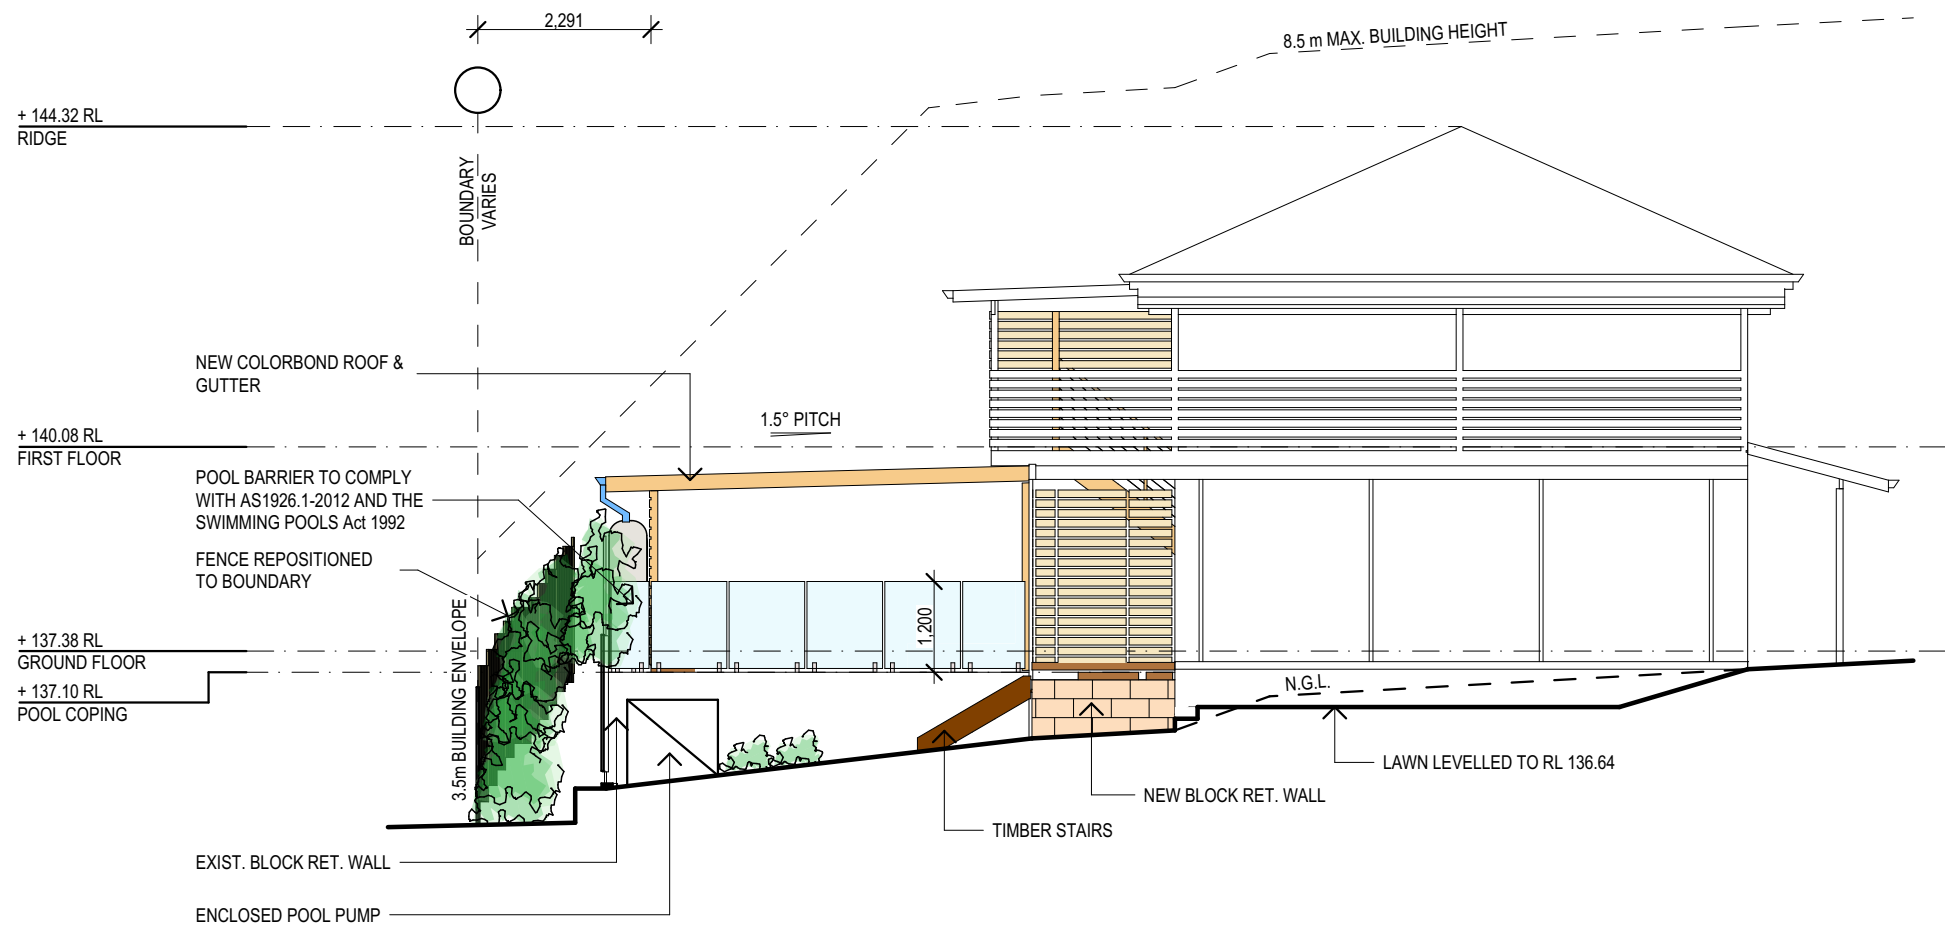 2,291
8.5 m MAX. BUILDING HEIGHT
+ 144.32 RL
RIDGE
BOUNDARY
VARIES
NEW COLORBOND ROOF &
GUTTER
1.5° PITCH
+ 140.08 RL
FIRST FLOOR
POOL BARRIER TO COMPLY
WITH AS1926.1-2012 AND THE
SWIMMING POOLS Act 1992
FENCE REPOSITIONED
TO BOUNDARY
3.5m BUILDING ENVELOPE
1,200
+ 137.38 RL
GROUND FLOOR
+ 137.10 RL
POOL COPING
N.G.L.
LAWN LEVELLED TO RL 136.64
NEW BLOCK RET. WALL
TIMBER STAIRS
EXIST. BLOCK RET. WALL
ENCLOSED POOL PUMP